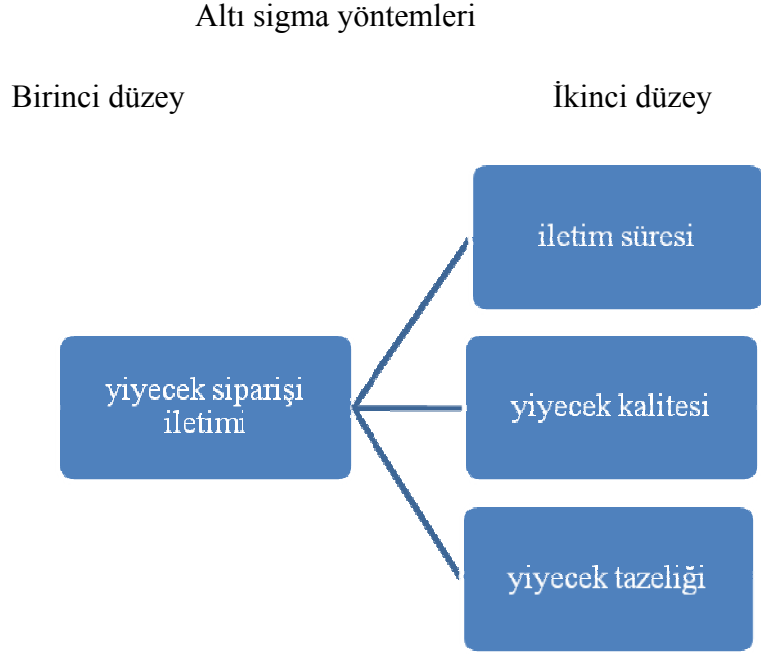 Altı sigma yöntemleri
Birinci düzey
İkinci düzey
iletim süresi
yiyecek siparişi
iletimi
yiyecek kalitesi
yiyecek tazeliği